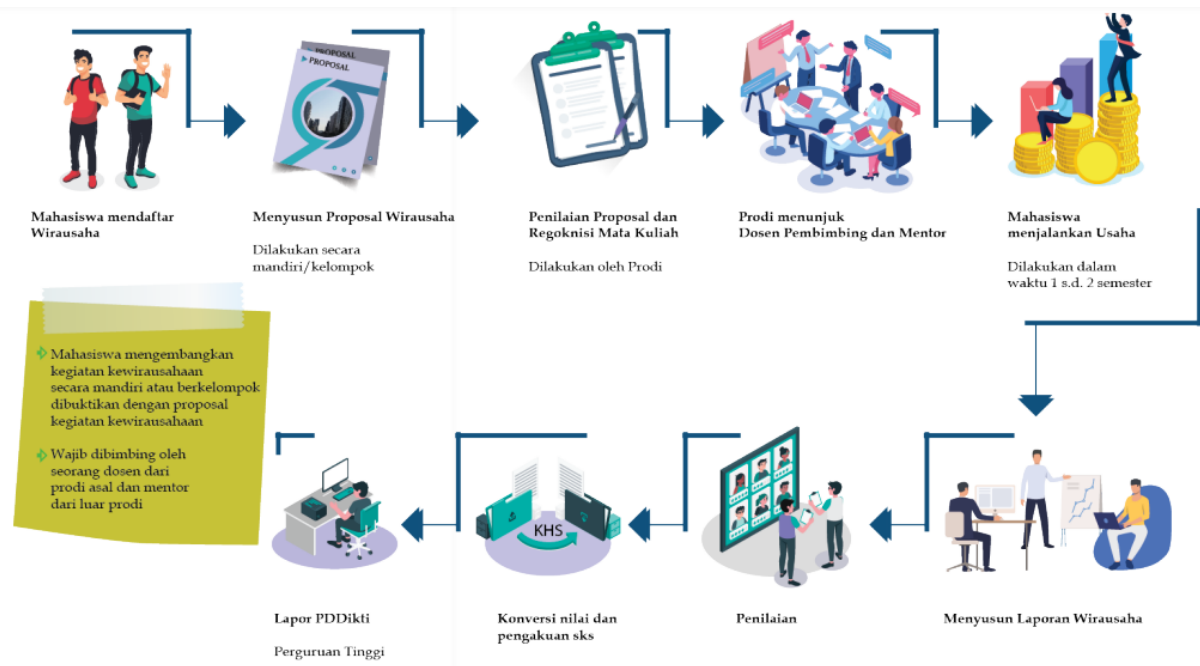 PROPOSAL
PROPOSAL
Mahasiswa mendaftar
Wirausaha
Menyusun Proposal Wirausaha
Dilakukan secara
mandiri/kelompok
Penilaian Proposal dan
Regoknisi Mata Kuliah
Dilakukan oleh Prodi
Prodi menunjuk
Dosen Pembimbing dan Mentor
Mahasiswa
menjalankan Usaha
Dilakukan dalam
waktu 1 s.d. 2 semester
Mahasiswa mengembangkan
kegiatan kewirausahaan
secara mandiri atau berkelompok
dibuktikan dengan proposal
kegiatan kewirausahaan
Wajib dibimbing oleh
seorang dosen dari
prodi asal dan mentor
dari luar prodi
Menyusun Laporan Wirausaha
Penilaian
KHS
Konversi nilai dan
pengakuan sks
Lapor PDDikti
Perguruan Tinggi